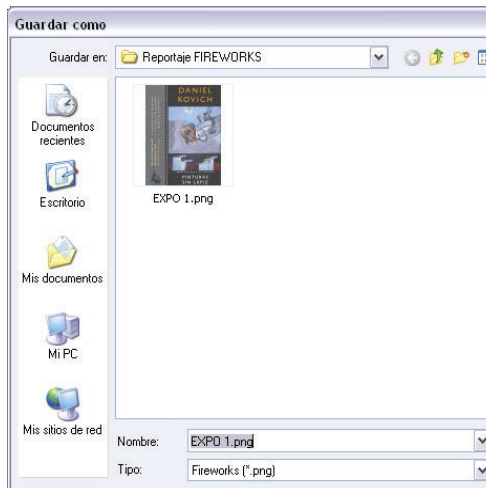 Guardar como
Guardar en:
Reportaje FIREWORKS
Documentos
recientes
Escritorio
Mis documentos
Mi PC
Mis sitios de red
DANIEL
KOVICH
PINTURAS
SIN LAPIZ
EXPO 1.png
Nombre:
EXPO 1.png
Tipo:
Fireworks (*.png)